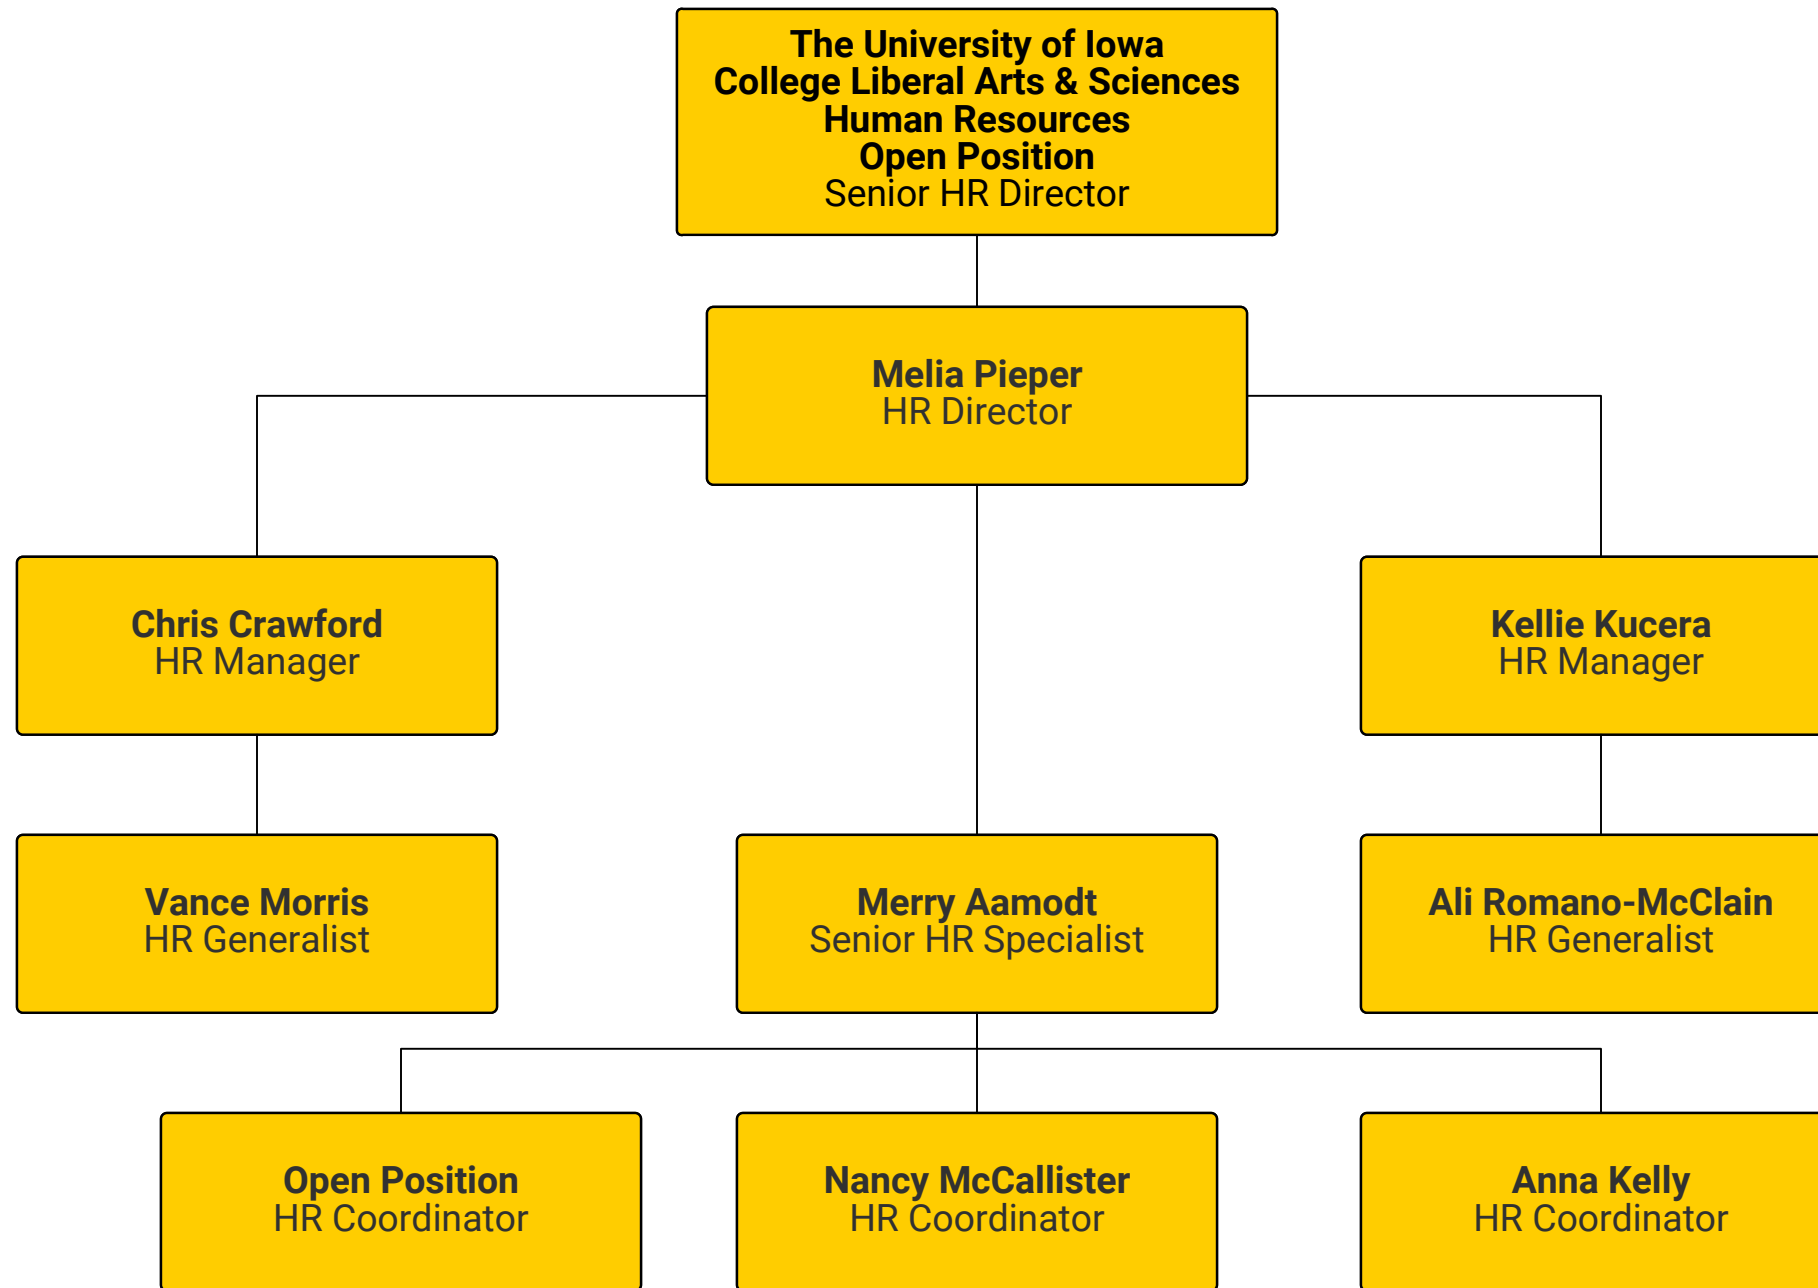 The University of Iowa
College Liberal Arts & Sciences
Human Resources
Open Position
Senior HR Director
Melia Pieper
HR Director
Chris Crawford
HR Manager
Kellie Kucera
HR Manager
Vance Morris
HR Generalist
Merry Aamodt
Senior HR Specialist
Ali Romano-McClain
HR Generalist
Open Position
HR Coordinator
Nancy McCallister
HR Coordinator
Anna Kelly
HR Coordinator